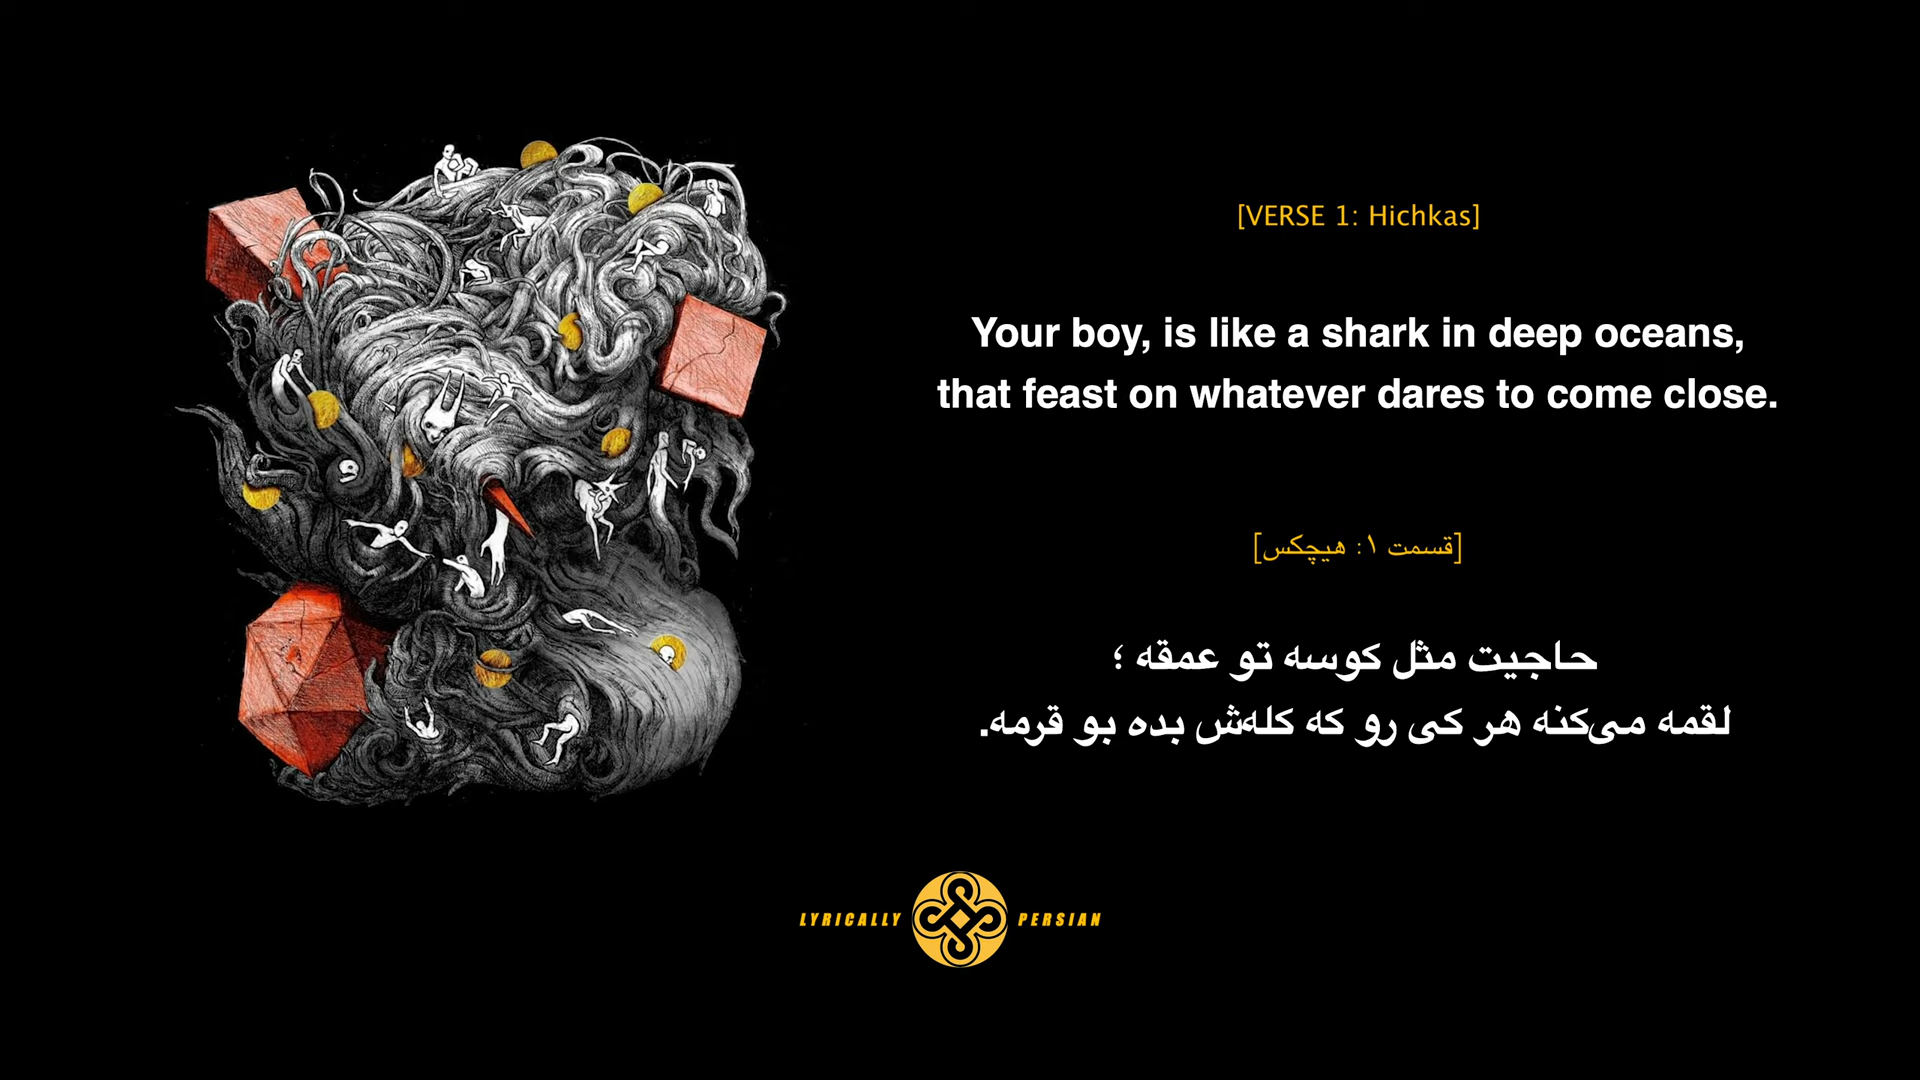 [VERSE 1: Hichkas]
Your boy, is like a shark in deep oceans,
that feast on whatever dares to come close.
[قسمت ۱: هیچکس]
حاجیت مثل کوسه تو عمقه ؛
لقمه می‌کنه هر کی رو که کله‌ش بده بو قرمه.
LYRICALLY PERSIAN